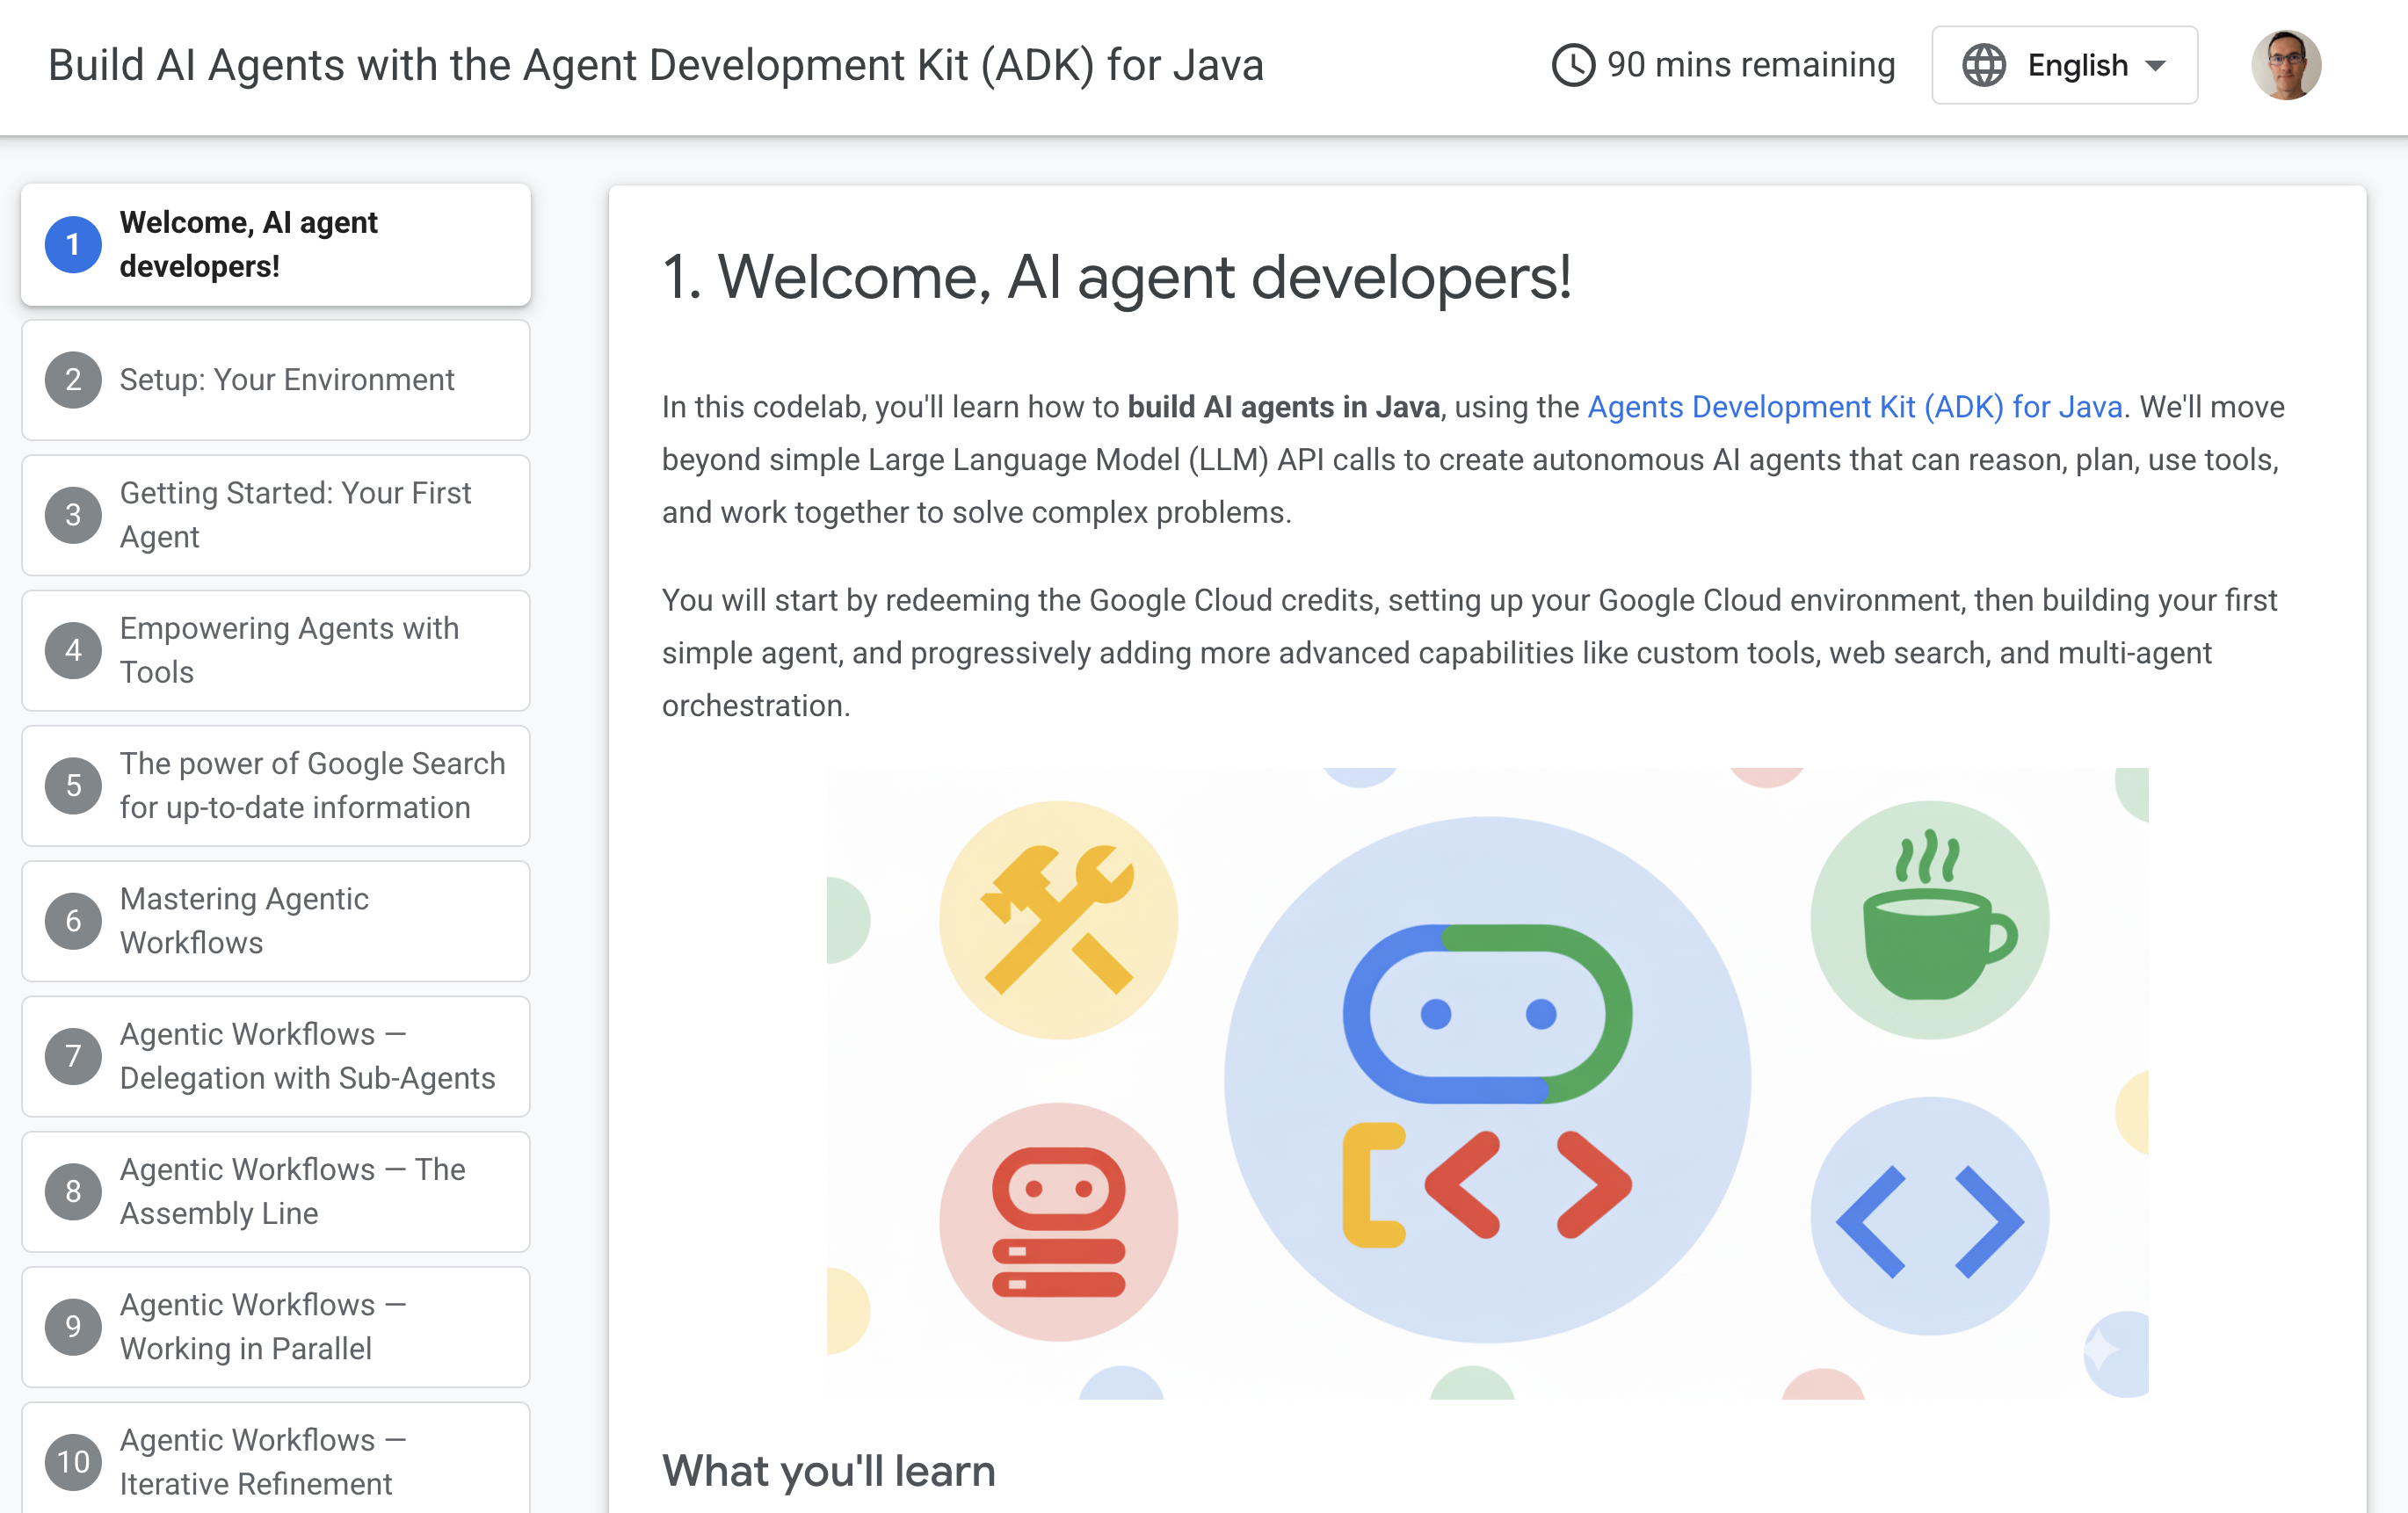 Build AI Agents with the Agent Development Kit (ADK) for Java
90 mins remaining
English
1
Welcome, AI agent
developers!
2
Setup: Your Environment
3
Getting Started: Your First
Agent
4
Empowering Agents with
Tools
5
The power of Google Search
for up-to-date information
6
Mastering Agentic
Workflows
7
Agentic Workflows —
Delegation with Sub-Agents
8
Agentic Workflows — The
Assembly Line
9
Agentic Workflows —
Working in Parallel
10
Agentic Workflows —
Iterative Refinement
1. Welcome, AI agent developers!
In this codelab, you'll learn how to build AI agents in Java, using the Agents Development Kit (ADK) for Java. We'll move
beyond simple Large Language Model (LLM) API calls to create autonomous AI agents that can reason, plan, use tools,
and work together to solve complex problems.
You will start by redeeming the Google Cloud credits, setting up your Google Cloud environment, then building your first
simple agent, and progressively adding more advanced capabilities like custom tools, web search, and multi-agent
orchestration.
What you'll learn